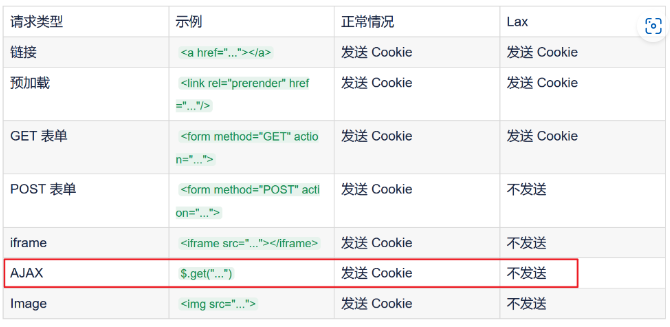 请求类型 示例 正常情况 Lax
链接 <a href="..."></a> 发送 Cookie 发送 Cookie
预加载 <link rel="prerender" href 发送 Cookie 发送 Cookie
="..."/>
GET 表单 <form method="GET" actio 发送 Cookie 发送 Cookie
n="...">
POST 表单 <form method="POST" acti 发送 Cookie 不发送
on="...">
iframe <iframe src="..."></iframe> 发送 Cookie 不发送
AJAX $.get("...") 发送 Cookie 不发送
Image <img src="..."> 发送 Cookie 不发送